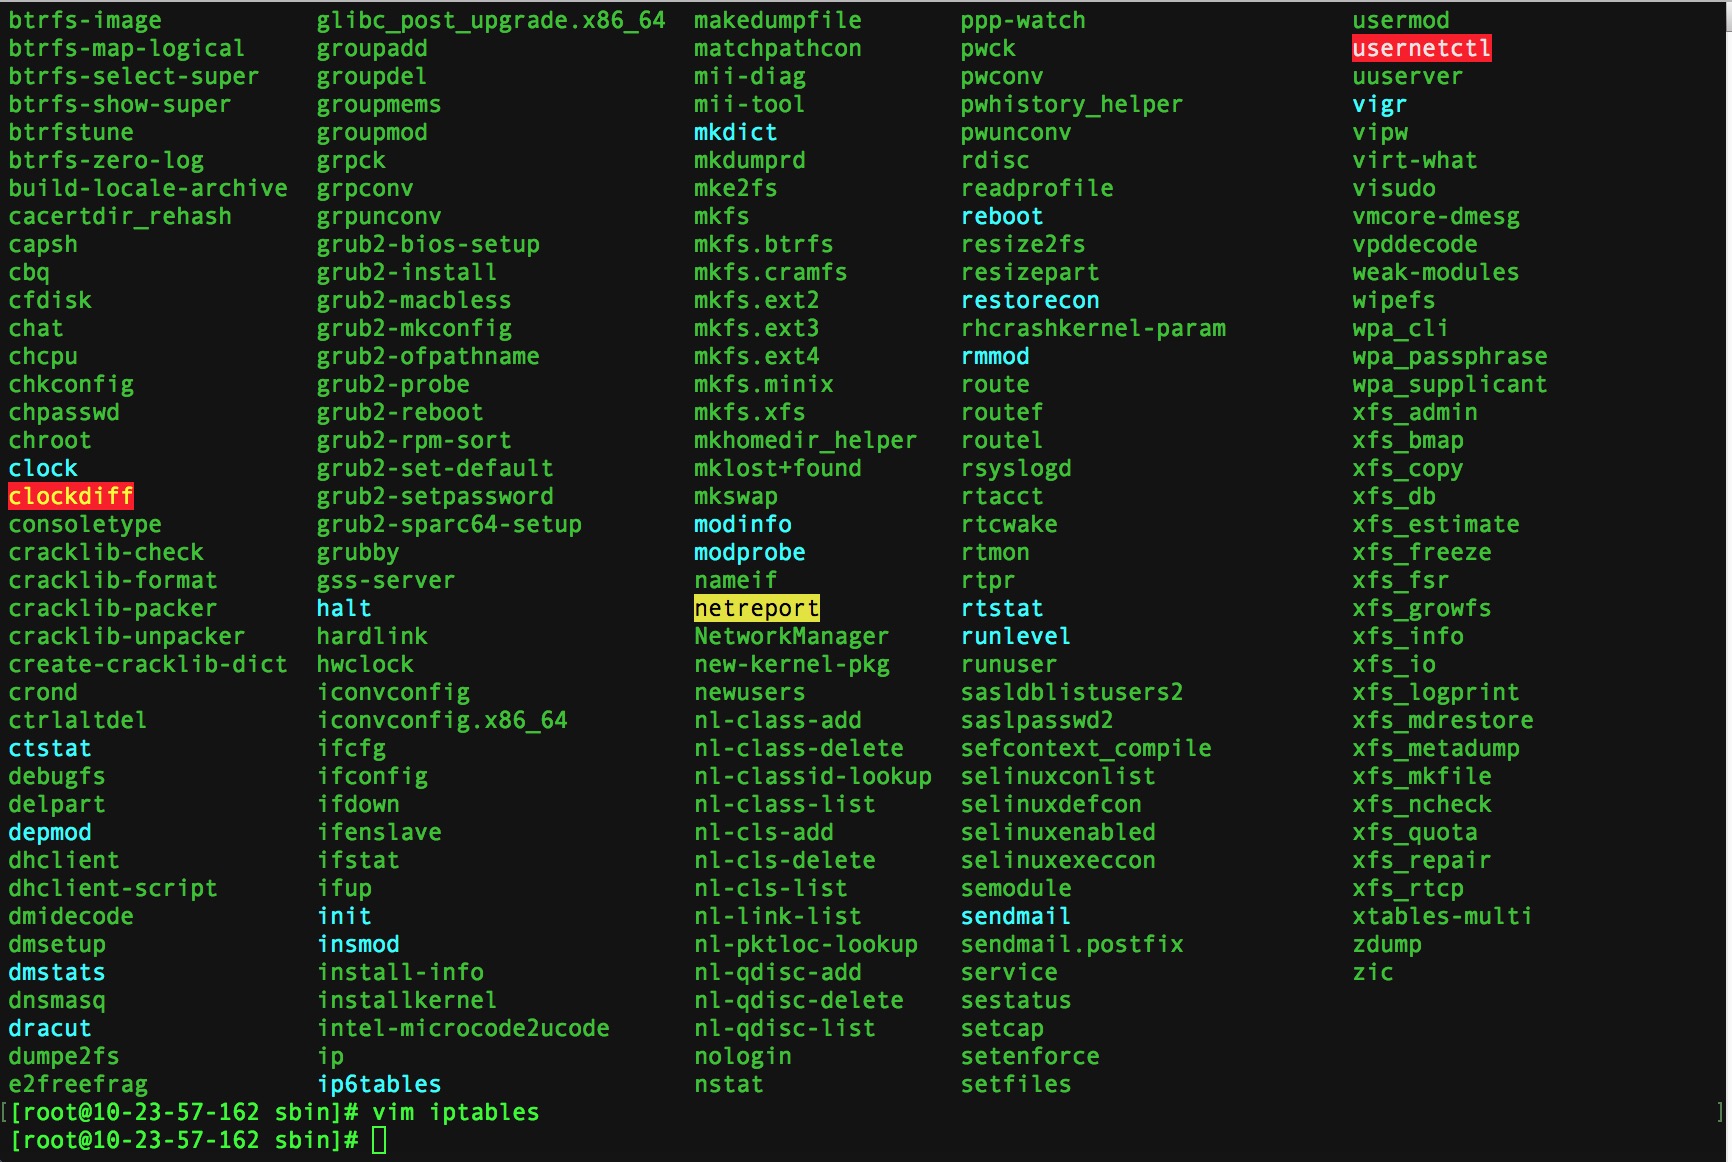 btrfs-image glibc_post_upgrade.x86_64 makedumpfile ppp-watch usermod
btrfs-map-logical groupadd matchpathcon pwck usernetctl
btrfs-select-super groupdel mii-diag pwconv uuserver
btrfs-show-super groupmems mii-tool pwhistory_helper vigr
btrfstune groupmod mkdict pwunconv vipw
btrfs-zero-log grpck mkdumprd rdisc virt-what
build-locale-archive grpconv mke2fs readprofile visudo
cacertdir_rehash grpunconv mkfs reboot vmcore-dmesg
capsh grub2-bios-setup mkfs.btrfs resize2fs vpddecode
cbq grub2-install mkfs.cramfs resizepart weak-modules
cfdisk grub2-macbless mkfs.ext2 restorecon wipefs
chat grub2-mkconfig mkfs.ext3 rhcrashkernel-param wpa_cli
chcpu grub2-ofpathname mkfs.ext4 rmmod wpa_passphrase
chkconfig grub2-probe mkfs.minix route wpa_supplicant
chpasswd grub2-reboot mkfs.xfs routef xfs_admin
chroot grub2-rpm-sort mkhomedir_helper routel xfs_bmap
clock grub2-set-default mklost+found rsyslogd xfs_copy
clockdiff grub2-setpassword mkswap rtacct xfs_db
consoletype grub2-sparc64-setup modinfo rtcwake xfs_estimate
cracklib-check grubby modprobe rtmon xfs_freeze
cracklib-format gss-server nameif rtpr xfs_fsr
cracklib-packer halt netreport rtstat xfs_growfs
cracklib-unpacker hardlink NetworkManager runlevel xfs_info
create-cracklib-dict hwclock new-kernel-pkg runuser xfs_io
crond iconvconfig newusers sasldblistusers2 xfs_logprint
ctrlaltdel iconvconfig.x86_64 nl-class-add saslpasswd2 xfs_mdrestore
ctstat ifcfg nl-class-delete sefcontext_compile xfs_metadump
debugfs ifconfig nl-classid-lookup selinuxconlist xfs_mkfile
delpart ifdown nl-class-list selinuxdefcon xfs_ncheck
depmod ifenslave nl-cls-add selinuxenabled xfs_quota
dhclient ifstat nl-cls-delete selinuxexeccon xfs_repair
dhclient-script ifup nl-cls-list semodule xfs_rtcp
dmidecode init nl-link-list sendmail xtables-multi
dmsetup insmod nl-pktloc-lookup sendmail.postfix zdump
dmstats install-info nl-qdisc-add service zic
dnsmasq installkernel nl-qdisc-delete sestatus
dracut intel-microcode2ucode nl-qdisc-list setcap
dumpe2fs ip nologin setenforce
e2freefrag ip6tables nstat setfiles
[[root@10-23-57-162 sbin]# vim iptables ]
[root@10-23-57-162 sbin]#